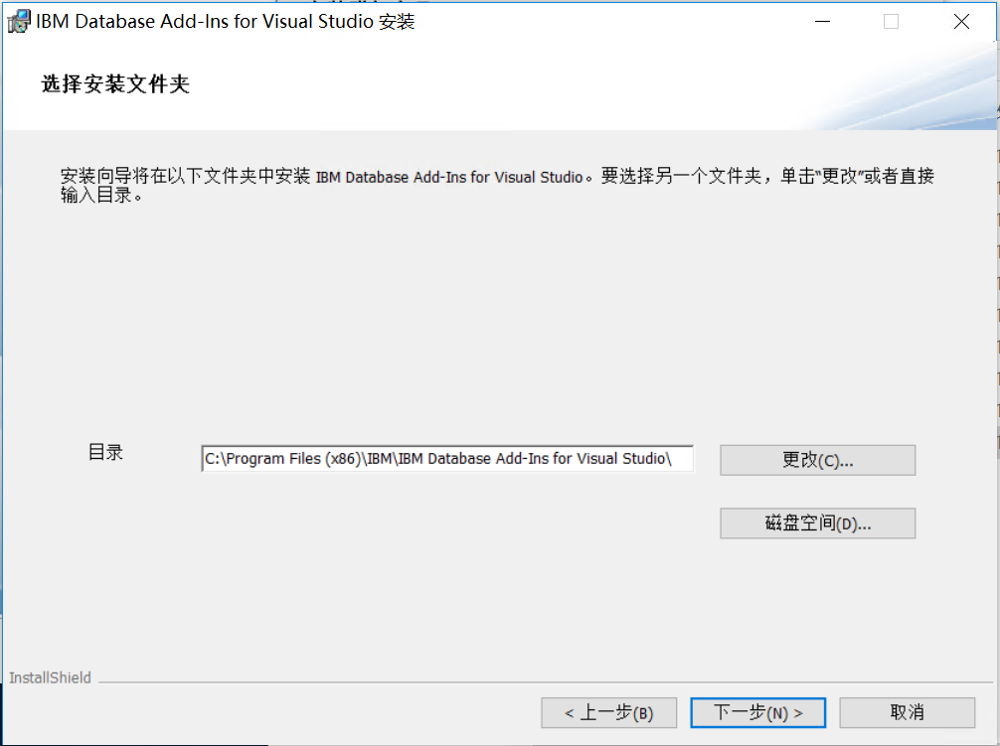 IBM Database Add-Ins for Visual Studio 安装
选择安装文件夹
安装向导将在以下文件夹中安装 IBM Database Add-Ins for Visual Studio。要选择另一个文件夹，单击“更改”或者直接
输入目录。
目录
C:\Program Files (x86)\IBM\IBM Database Add-Ins for Visual Studio\
更改(C)...
磁盘空间(D)...
InstallShield
< 上一步(B)
下一步(N) >
取消